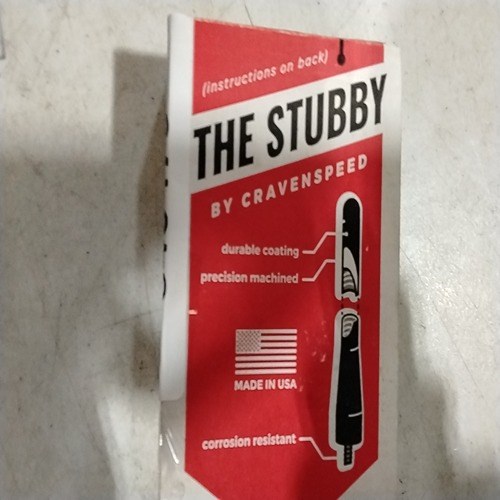 (instructions on back)
THE STUBBY
BY CRAVENSPEED
durable coating
precision machined
MADE IN USA
corrosion resistant